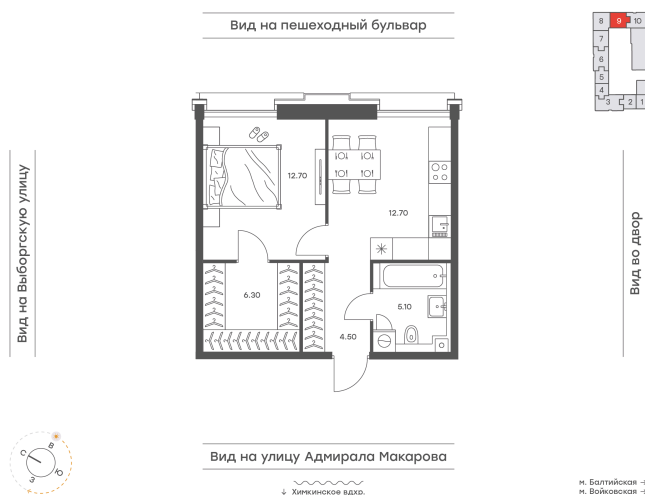 Вид на пешеходный бульвар
8 9 10
7
6
5
4
3 2 1
Вид на Выборгскую улицу
12.70
12.70
Вид во двор
6.30
5.10
4.50
В
С
Ю
З
Вид на улицу Адмирала Макарова
↓ Химкинское вдхр.
м. Балтийская →
м. Войковская →